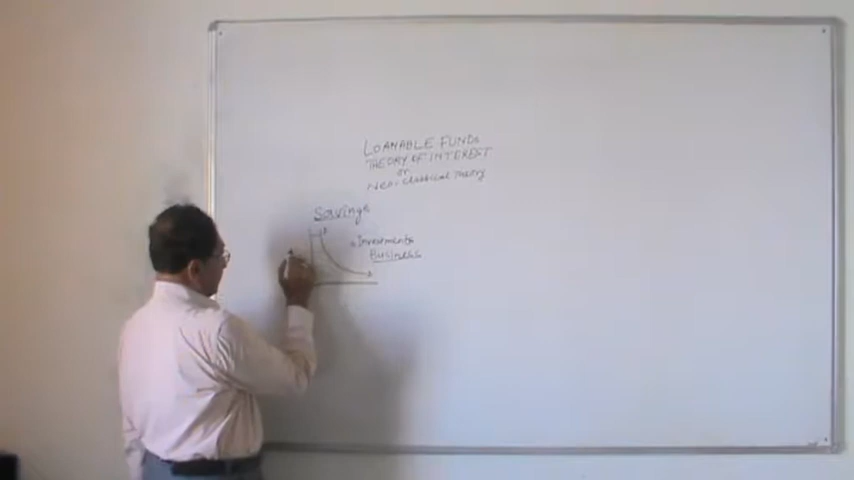 LOANABLE FUNDS
THEORY OF INTEREST
or
Neo-classical Theory
Savings
Investments
Business